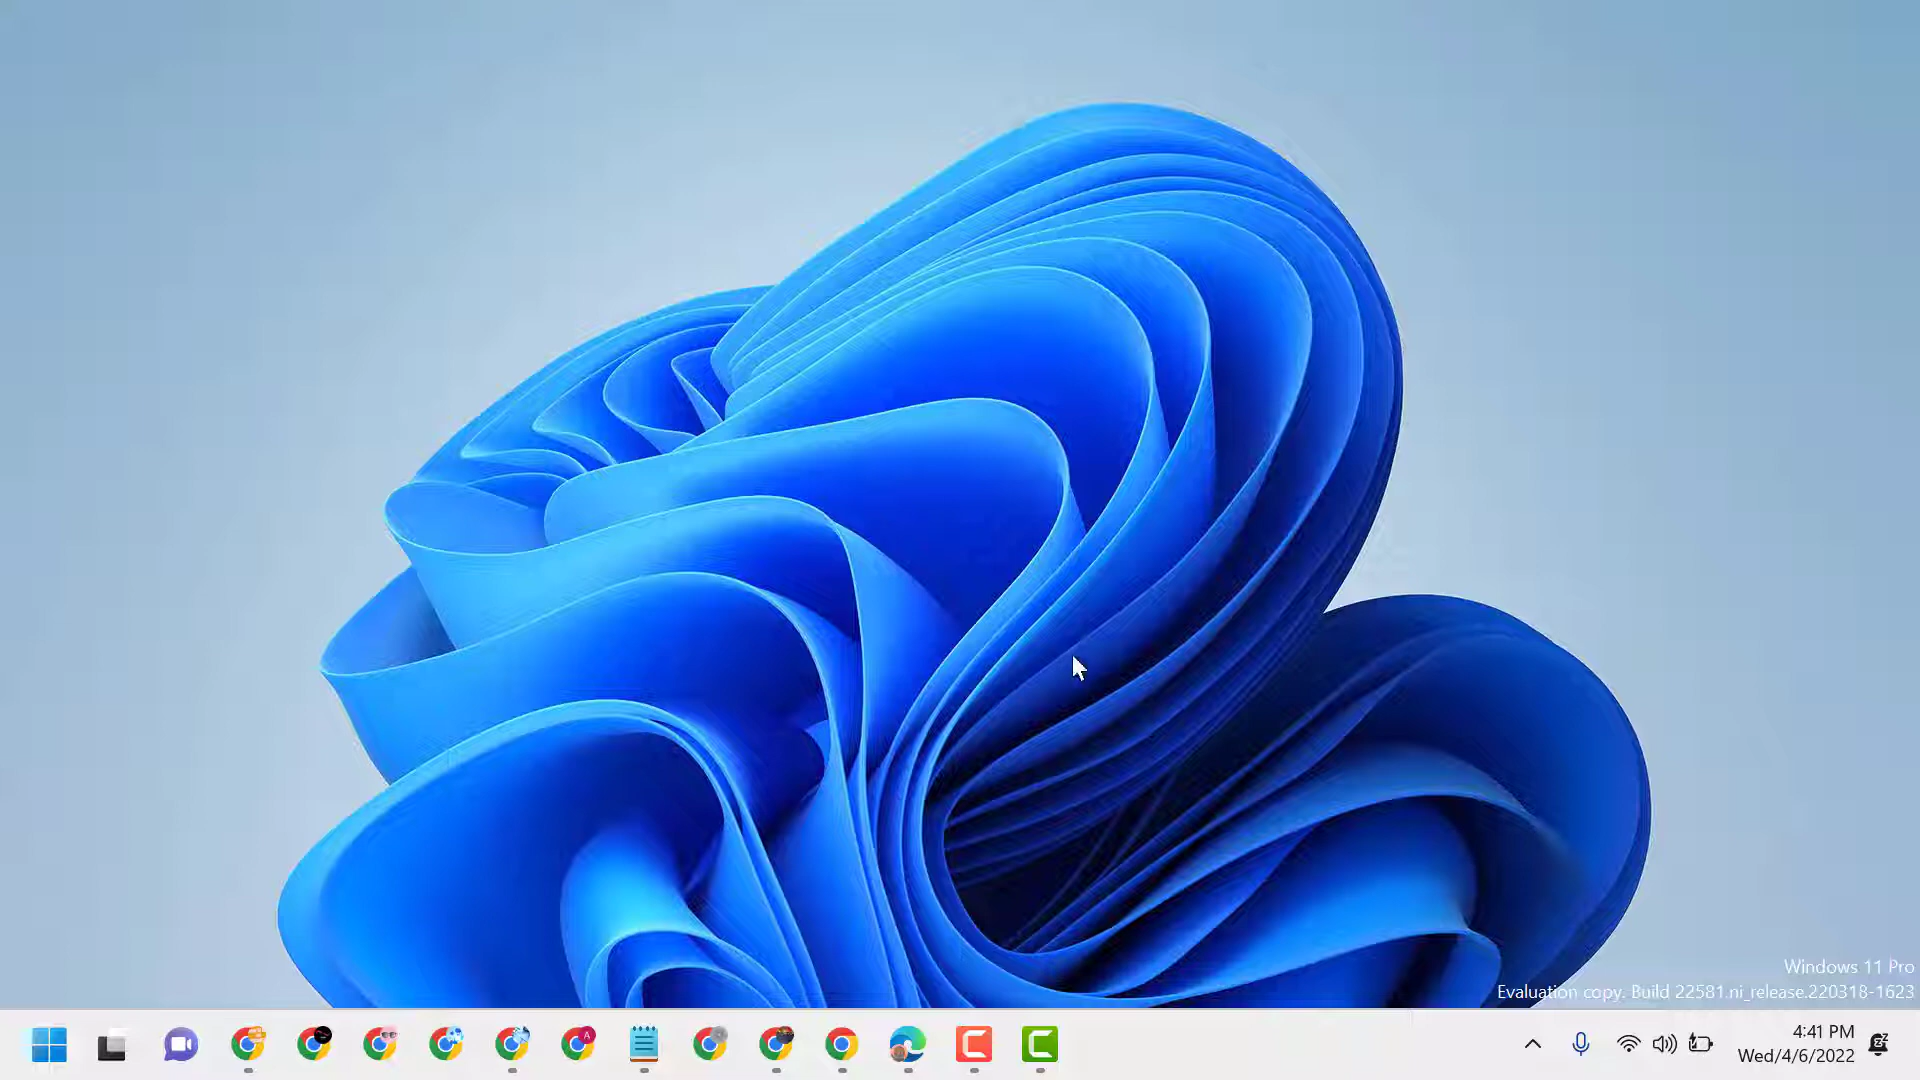 Windows 11 Pro
Evaluation copy. Build 22581.ni_release.220318-1623
4:41 PM
Wed/4/6/2022